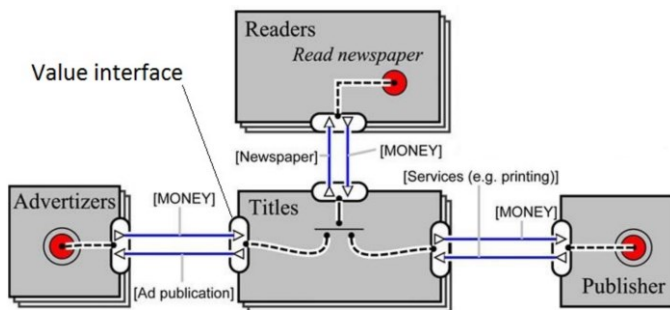 Readers
Read newspaper
Value interface
[Newspaper]
[MONEY]
[Services (e.g. printing)]
Advertizers
[MONEY]
Titles
[MONEY]
[Ad publication]
Publisher